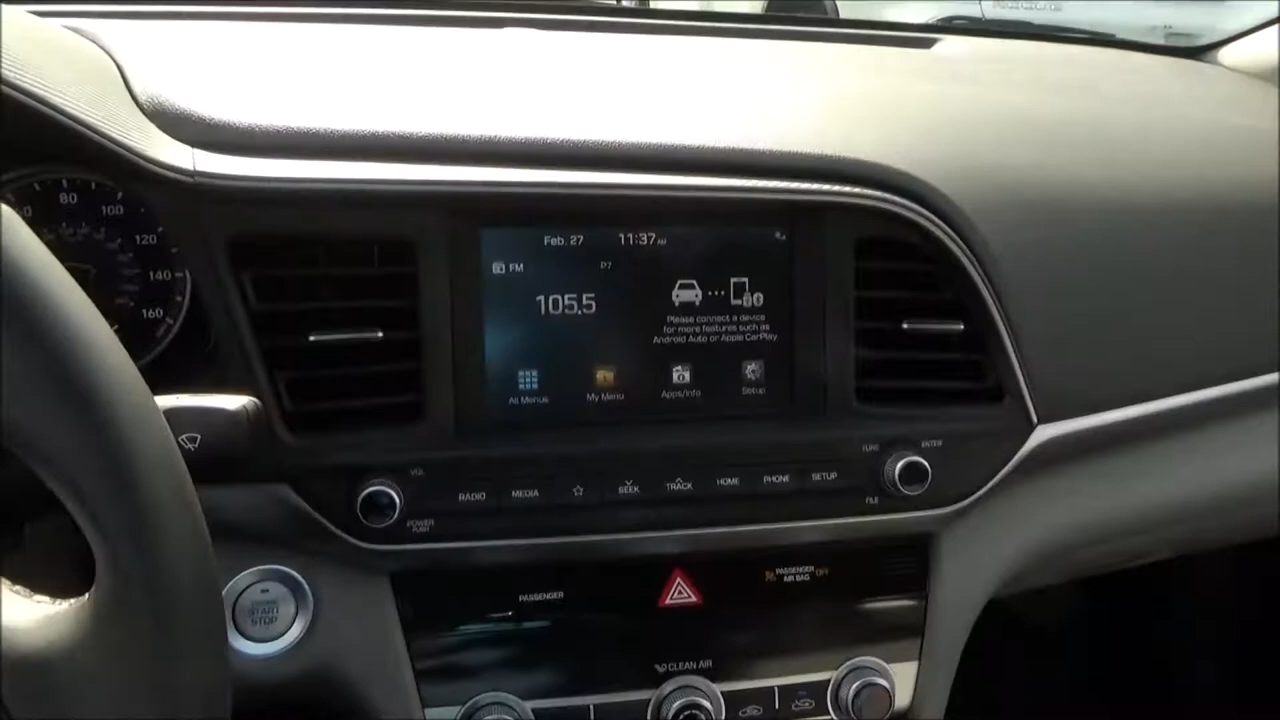 ROGUE
80
100
120
140
160
Feb. 27 11:37 AM
FM P7
105.5
Please connect a device
for more features such as
Android Auto or Apple CarPlay.
All Menus My Menu Apps/Info Setup
VOL
POWER
PUSH
RADIO MEDIA SEEK TRACK HOME PHONE SETUP
TUNE ENTER
FILE
START
STOP
PASSENGER
PASSENGER
AIR BAG OFF
CLEAN AIR